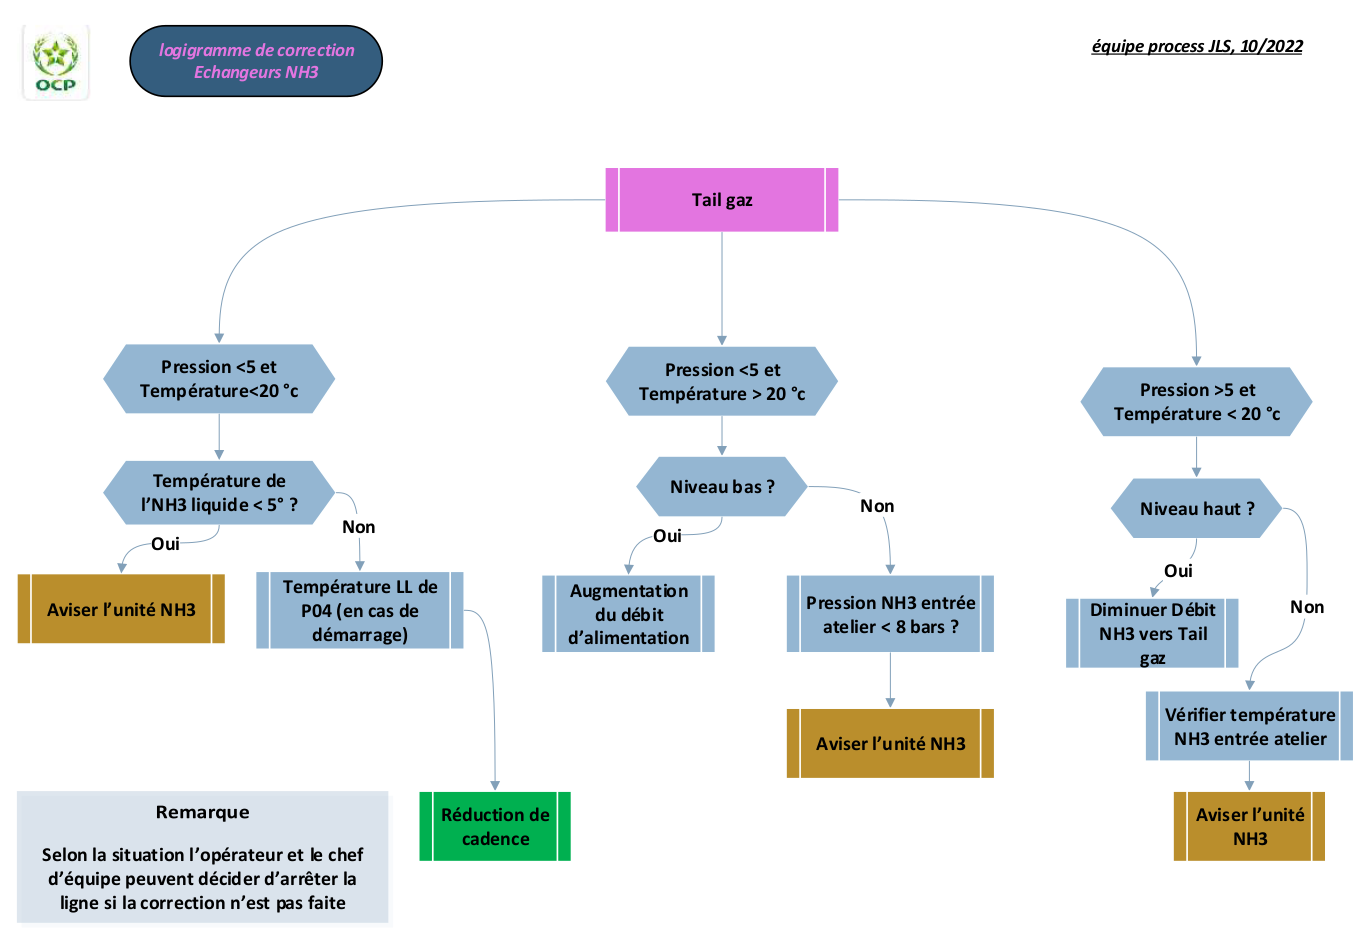 OCP
logigramme de correction
Echangeurs NH3
équipe process JLS, 10/2022
Tail gaz
Pression <5 et
Température<20 °c
Pression <5 et
Température > 20 °c
Pression >5 et
Température < 20 °c
Température de
l’NH3 liquide < 5° ?
Niveau bas ?
Niveau haut ?
Oui
Non
Oui
Non
Oui
Non
Aviser l’unité NH3
Température LL de
P04 (en cas de
démarrage)
Augmentation
du débit
d’alimentation
Pression NH3 entrée
atelier < 8 bars ?
Diminuer Débit
NH3 vers Tail
gaz
Vérifier température
NH3 entrée atelier
Aviser l’unité NH3
Réduction de
cadence
Aviser l’unité
NH3
Remarque
Selon la situation l’opérateur et le chef
d’équipe peuvent décider d’arrêter la
ligne si la correction n’est pas faite